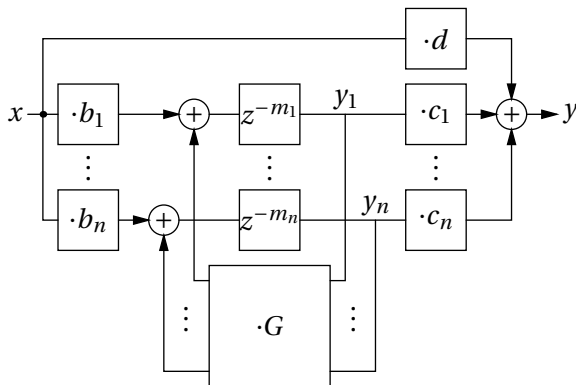 ·d
x ·b₁ + z⁻ᵐ¹ y₁ ·c₁ + y
⋮ ⋮ ⋮
·bₙ + z⁻ᵐⁿ yₙ ·cₙ
⋮ ·G ⋮